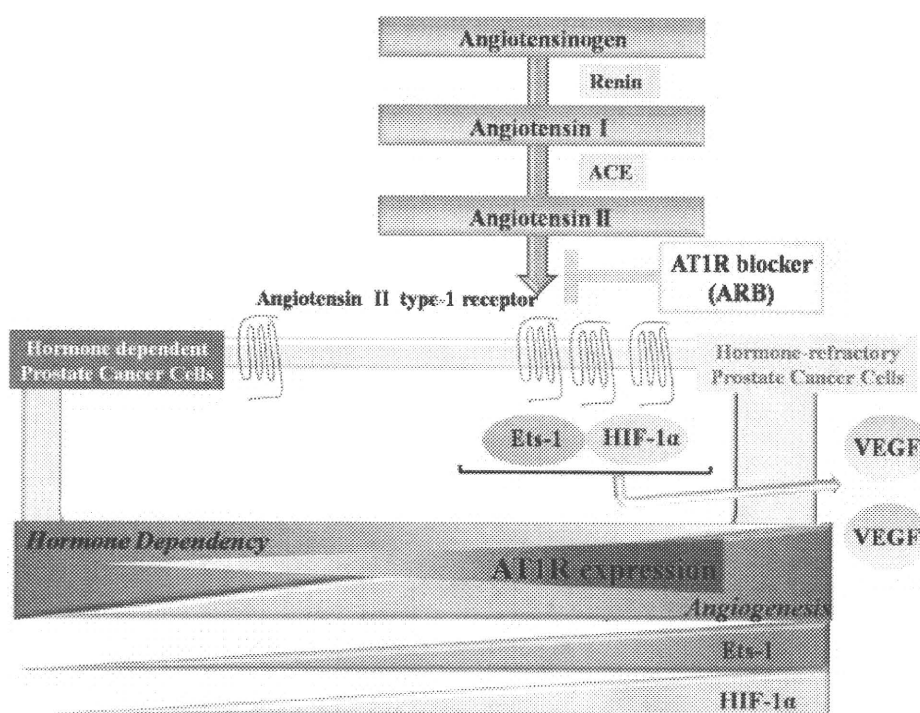 Angiotensinogen
Renin
Angiotensin I
ACE
Angiotensin II
AT1R blocker
(ARB)
Angiotensin II type-1 receptor
Hormone dependent
Prostate Cancer Cells
Hormone-refractory
Prostate Cancer Cells
Ets-1
HIF-1α
VEGF
VEGF
Hormone Dependency
AT1R expression
Angiogenesis
Ets-1
HIF-1α